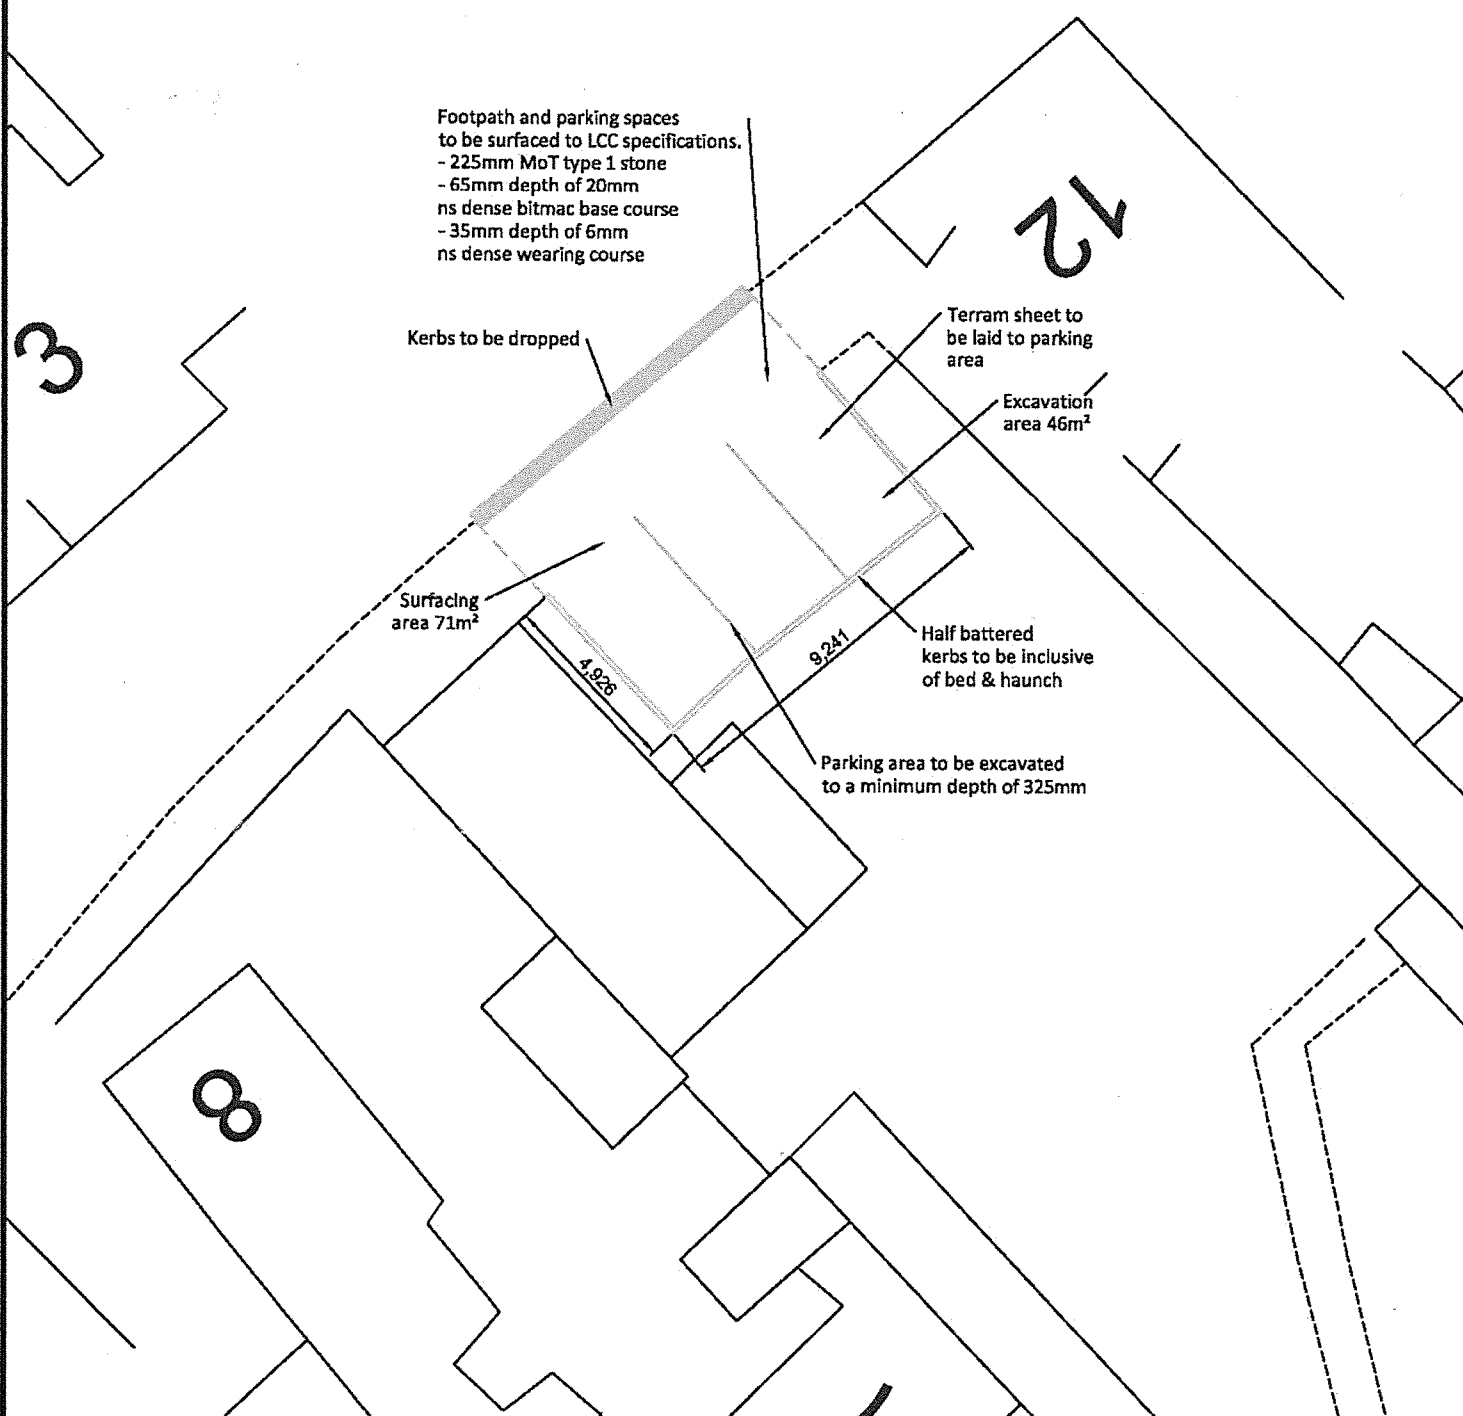 Footpath and parking spaces
to be surfaced to LCC specifications.
- 225mm MoT type 1 stone
- 65mm depth of 20mm
ns dense bitmac base course
- 35mm depth of 6mm
ns dense wearing course
12
Terram sheet to
be laid to parking
area
Kerbs to be dropped
3
Excavation
area 46m²
Surfacing
area 71m²
4,926
9,241
Half battered
kerbs to be inclusive
of bed & haunch
Parking area to be excavated
to a minimum depth of 325mm
8